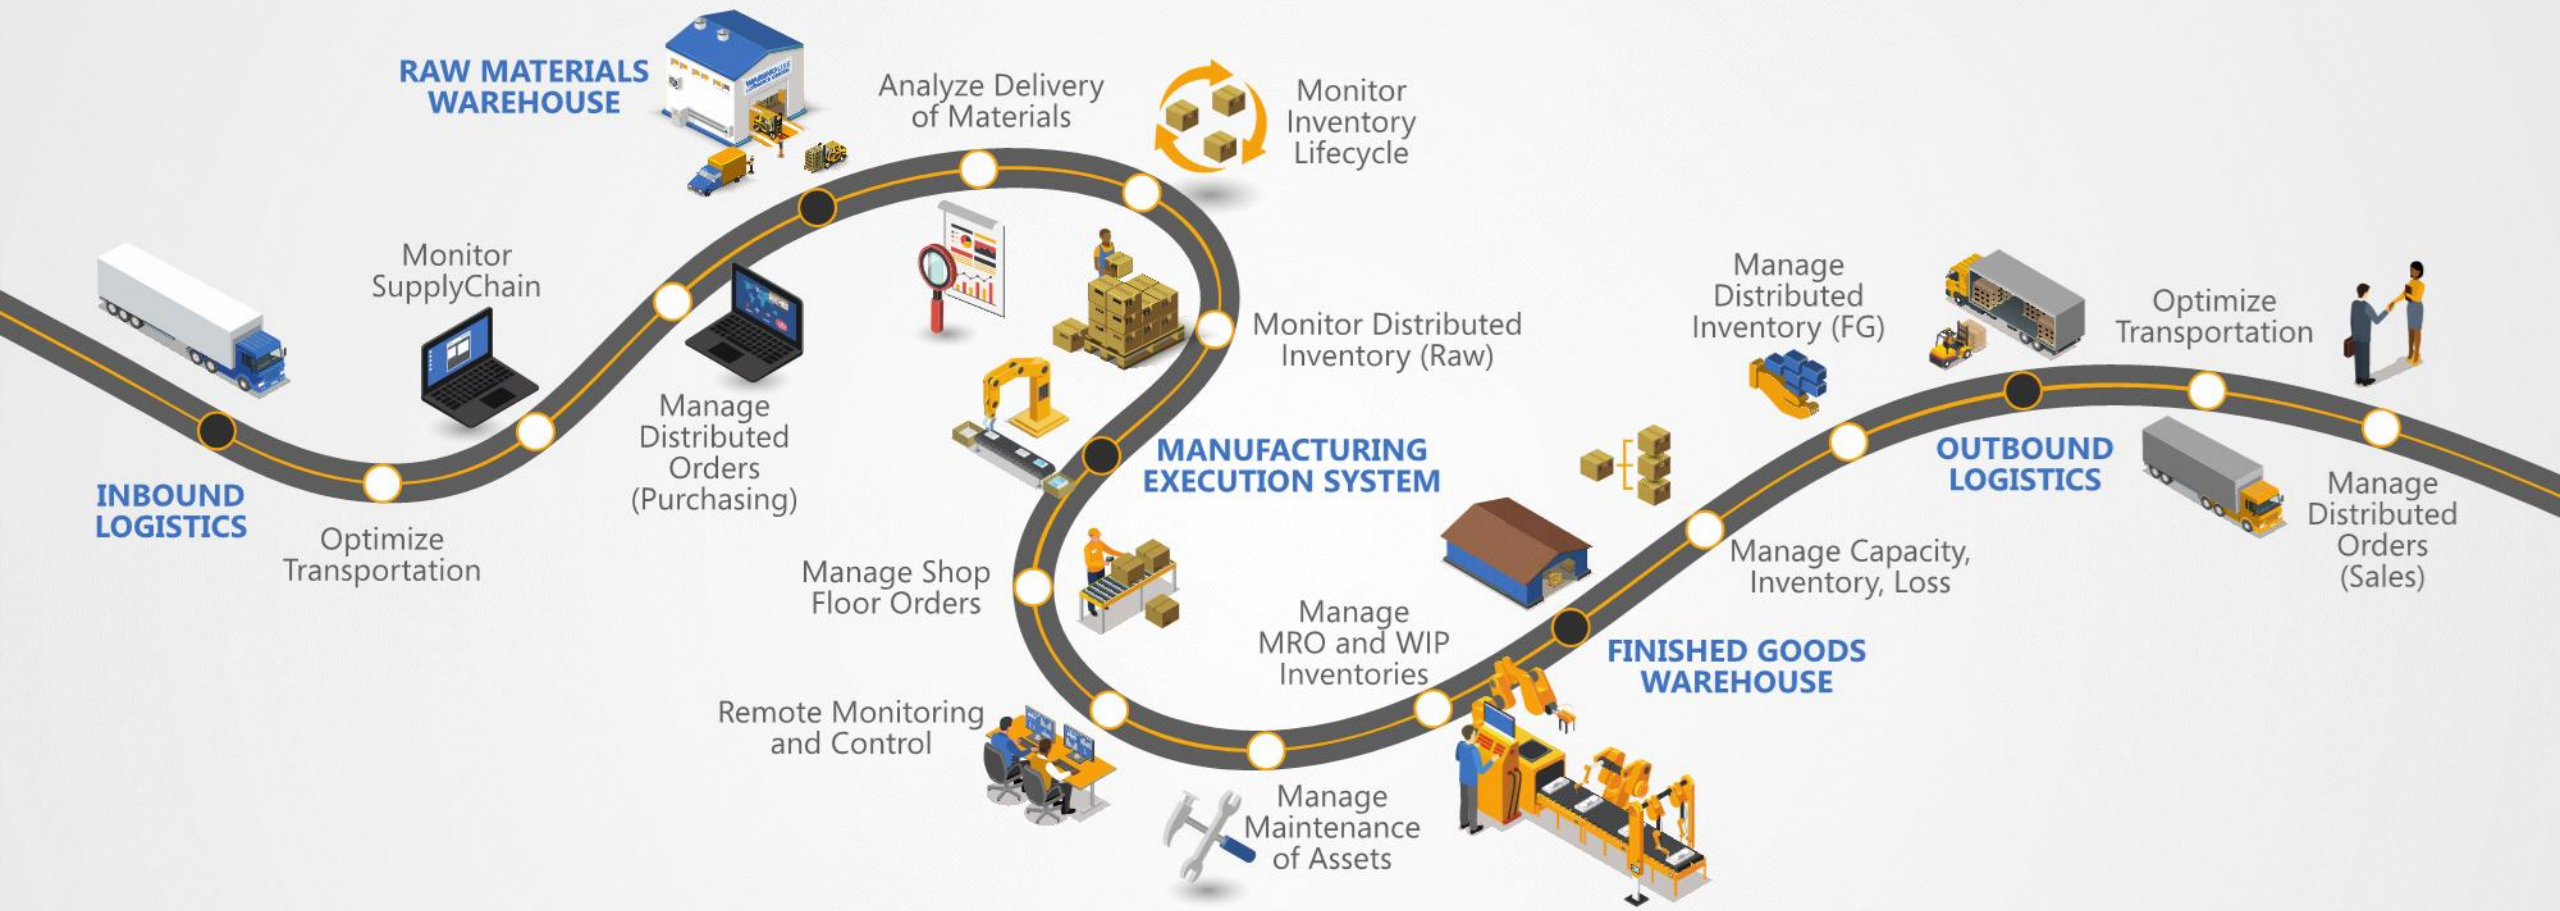 INBOUND
LOGISTICS
Optimize
Transportation
Monitor
SupplyChain
Manage
Distributed
Orders
(Purchasing)
RAW MATERIALS
WAREHOUSE
WAREHOUSE
Analyze Delivery
of Materials
Monitor
Inventory
Lifecycle
Monitor Distributed
Inventory (Raw)
MANUFACTURING
EXECUTION SYSTEM
Manage Shop
Floor Orders
Remote Monitoring
and Control
Manage
Maintenance
of Assets
Manage
MRO and WIP
Inventories
FINISHED GOODS
WAREHOUSE
Manage Capacity,
Inventory, Loss
Manage
Distributed
Inventory (FG)
OUTBOUND
LOGISTICS
Optimize
Transportation
Manage
Distributed
Orders
(Sales)